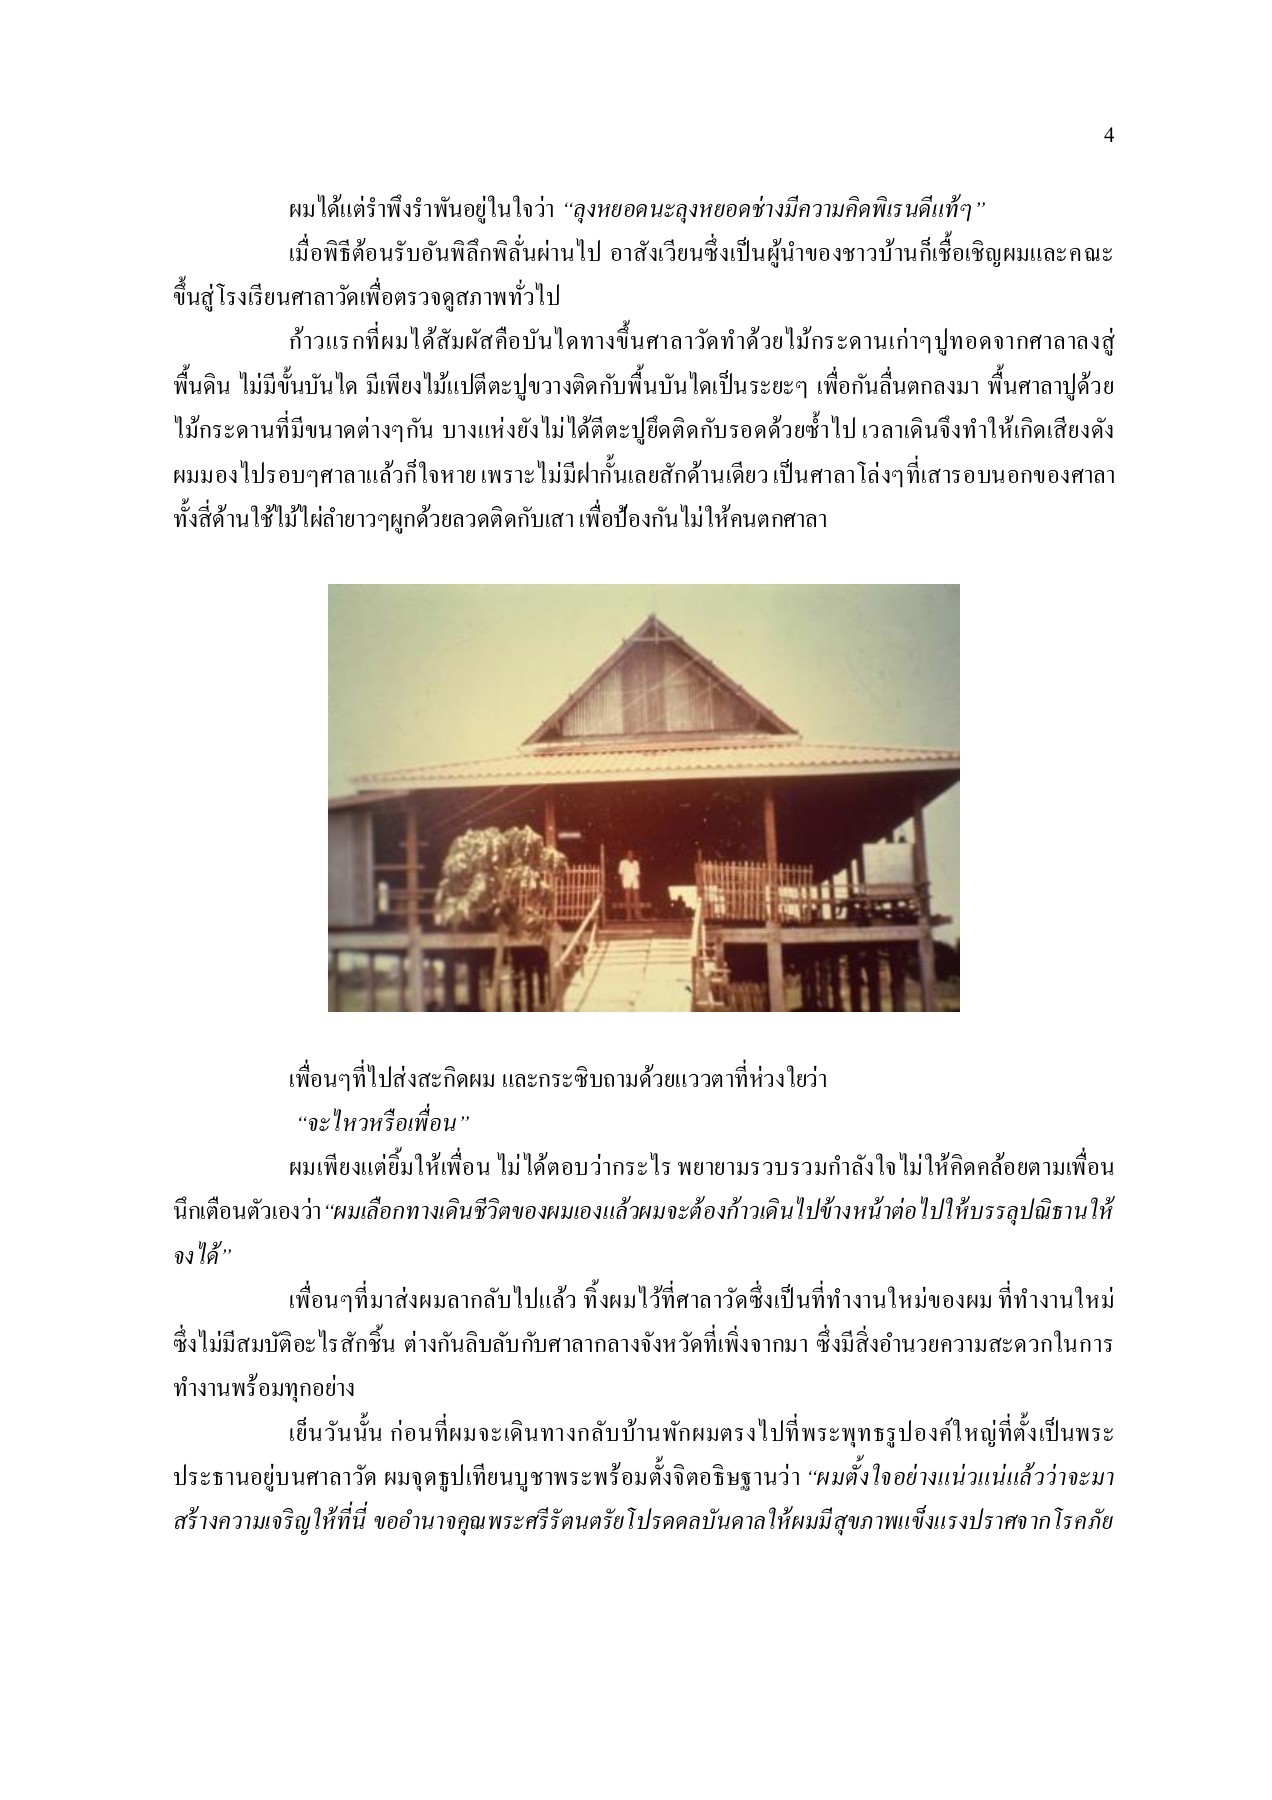 4
ผมได้แต่รำพึงรำพันอยู่ในใจว่า “ลุงหยอดนะลุงหยอดช่างมีความคิดพิเรนดีแท้ๆ”
เมื่อพิธีต้อนรับอันพิลึกพิลั่นผ่านไป อาสังเวียนซึ่งเป็นผู้นำของชาวบ้านก็เชื้อเชิญผมและคณะ
ขึ้นสู่โรงเรียนศาลาวัดเพื่อตรวจดูสภาพทั่วไป
ก้าวแรกที่ผมได้สัมผัสคือบันไดทางขึ้นศาลาวัดทำด้วยไม้กระดานเก่าๆปูทอดจากศาลาลงสู่
พื้นดิน ไม่มีขั้นบันได มีเพียงไม้แปตีตะปูขวางติดกับพื้นบันไดเป็นระยะๆ เพื่อกันลื่นตกลงมา พื้นศาลาปูด้วย
ไม้กระดานที่มีขนาดต่างๆกัน บางแห่งยังไม่ได้ตีตะปูยึดติดกับรอดด้วยซ้ำไป เวลาเดินจึงทำให้เกิดเสียงดัง
ผมมองไปรอบๆศาลาแล้วก็ใจหาย เพราะไม่มีฝากั้นเลยสักด้านเดียว เป็นศาลาโล่งๆที่เสารอบนอกของศาลา
ทั้งสี่ด้านใช้ไม้ไผ่ลำยาวๆผูกด้วยลวดติดกับเสา เพื่อป้องกันไม่ให้คนตกศาลา
เพื่อนๆที่ไปส่งสะกิดผม และกระซิบถามด้วยแววตาที่ห่วงใยว่า
“จะไหวหรือเพื่อน”
ผมเพียงแต่ยิ้มให้เพื่อน ไม่ได้ตอบว่ากระไร พยายามรวบรวมกำลังใจไม่ให้คิดคล้อยตามเพื่อน
นึกเตือนตัวเองว่า “ผมเลือกทางเดินชีวิตของผมเองแล้วผมจะต้องก้าวเดินไปข้างหน้าต่อไปให้บรรลุปณิธานให้
จงได้”
เพื่อนๆที่มาส่งผมลากลับไปแล้ว ทิ้งผมไว้ที่ศาลาวัดซึ่งเป็นที่ทำงานใหม่ของผม ที่ทำงานใหม่
ซึ่งไม่มีสมบัติอะไรสักชิ้น ต่างกันลิบลับกับศาลากลางจังหวัดที่เพิ่งจากมา ซึ่งมีสิ่งอำนวยความสะดวกในการ
ทำงานพร้อมทุกอย่าง
เย็นวันนั้น ก่อนที่ผมจะเดินทางกลับบ้านพักผมตรงไปที่พระพุทธรูปองค์ใหญ่ที่ตั้งเป็นพระ
ประธานอยู่บนศาลาวัด ผมจุดธูปเทียนบูชาพระพร้อมตั้งจิตอธิษฐานว่า “ผมตั้งใจอย่างแน่วแน่แล้วว่าจะมา
สร้างความเจริญให้ที่นี่ ขออำนาจคุณพระศรีรัตนตรัยโปรดดลบันดาลให้ผมมีสุขภาพแข็งแรงปราศจากโรคภัย